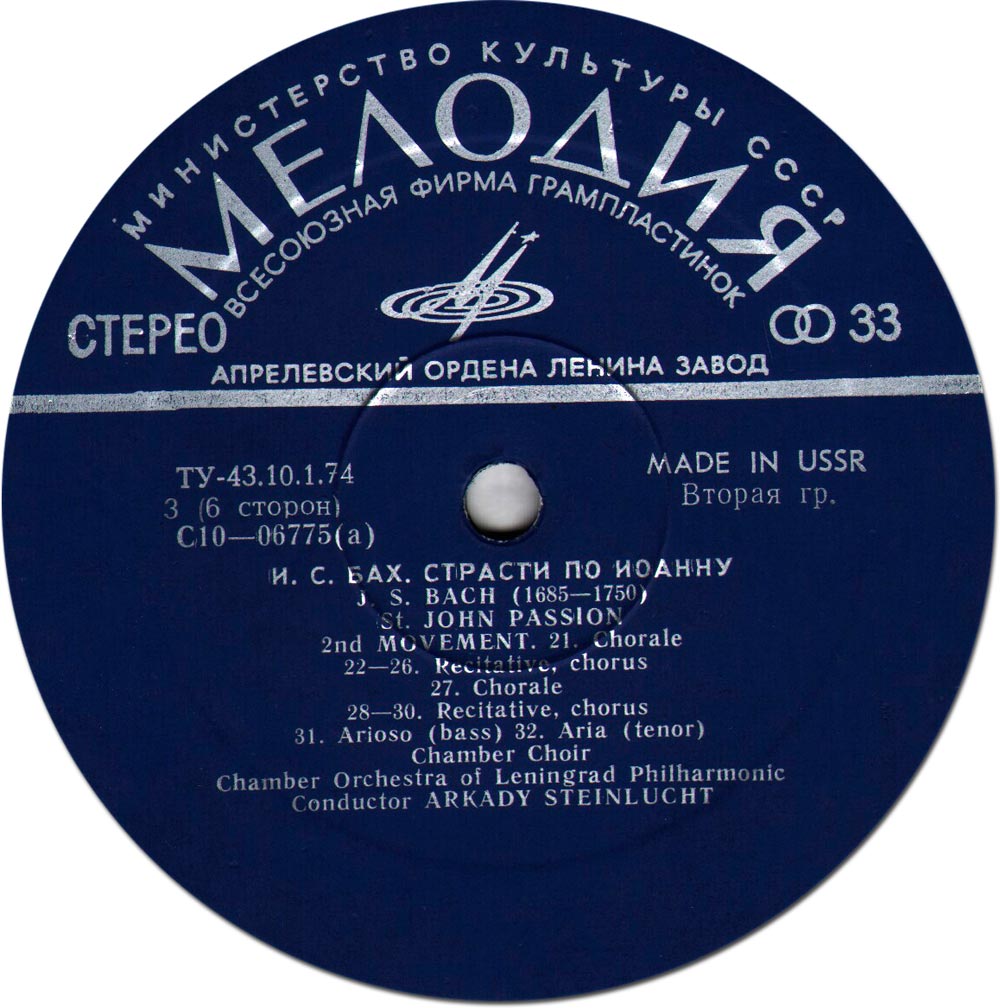 МИНИСТЕРСТВО КУЛЬТУРЫ СССР
МЕЛОДИЯ
ВСЕСОЮЗНАЯ ФИРМА ГРАМПЛАСТИНОК
СТЕРЕО
33
АПРЕЛЕВСКИЙ ОРДЕНА ЛЕНИНА ЗАВОД
ТУ-43.10.1.74
3 (6 сторон)
С10—06775(а)
MADE IN USSR
Вторая гр.
И. С. БАХ. СТРАСТИ ПО ИОАННУ
J. S. BACH (1685—1750)
St. JOHN PASSION
2nd MOVEMENT. 21. Chorale
22—26. Recitative, chorus
27. Chorale
28—30. Recitative, chorus
31. Arioso (bass) 32. Aria (tenor)
Chamber Choir
Chamber Orchestra of Leningrad Philharmonic
Conductor ARKADY STEINLUCHT